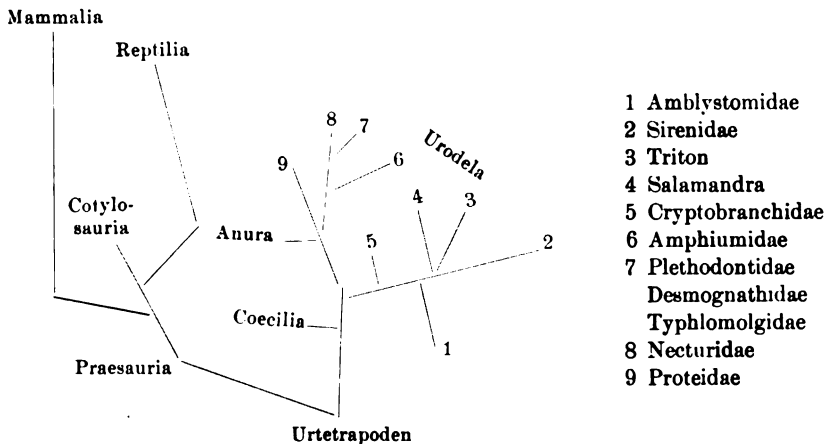 Mammalia
Reptilia
8
7
Urodela
9
6
4
3
Cotylo-
sauria
Anura
5
2
Coecilia
1
Praesauria
Urtetrapoden
1 Amblystomidae
2 Sirenidae
3 Triton
4 Salamandra
5 Cryptobranchidae
6 Amphiumidae
7 Plethodontidae
Desmognathidae
Typhlomolgidae
8 Necturidae
9 Proteidae